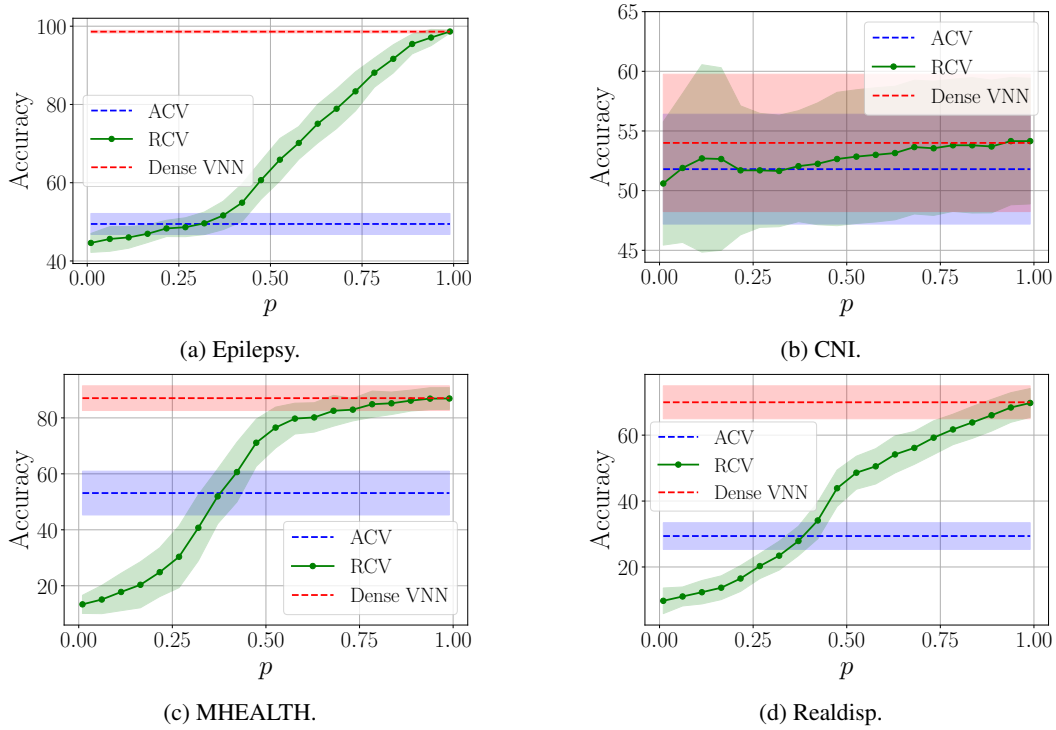 100
80
60
40
Accuracy
ACV
RCV
Dense VNN
0.00 0.25 0.50 0.75 1.00
p
(a) Epilepsy.
65
60
55
50
45
Accuracy
ACV
RCV
Dense VNN
0.00 0.25 0.50 0.75 1.00
p
(b) CNI.
80
60
40
20
Accuracy
ACV
RCV
Dense VNN
0.00 0.25 0.50 0.75 1.00
p
(c) MHEALTH.
60
40
20
Accuracy
ACV
RCV
Dense VNN
0.00 0.25 0.50 0.75 1.00
p
(d) Realdisp.